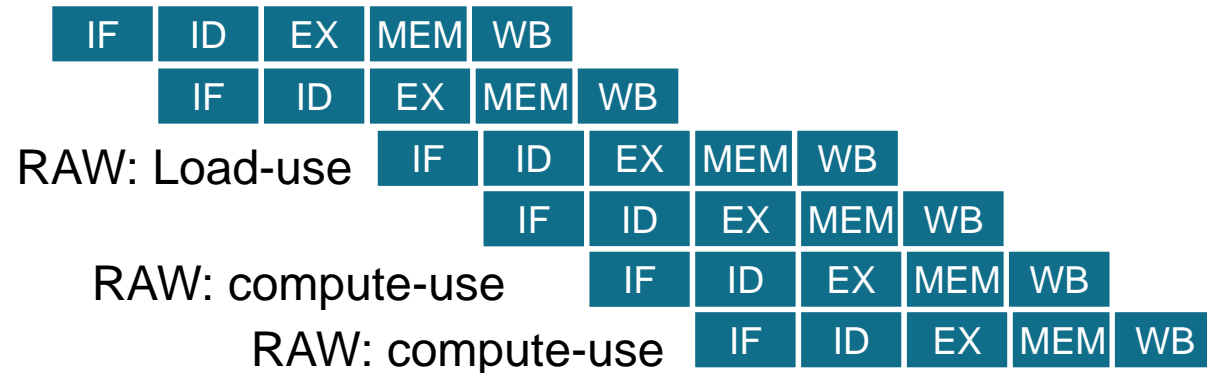 IF ID EX MEM WB
IF ID EX MEM WB
RAW: Load-use IF ID EX MEM WB
IF ID EX MEM WB
RAW: compute-use IF ID EX MEM WB
RAW: compute-use IF ID EX MEM WB